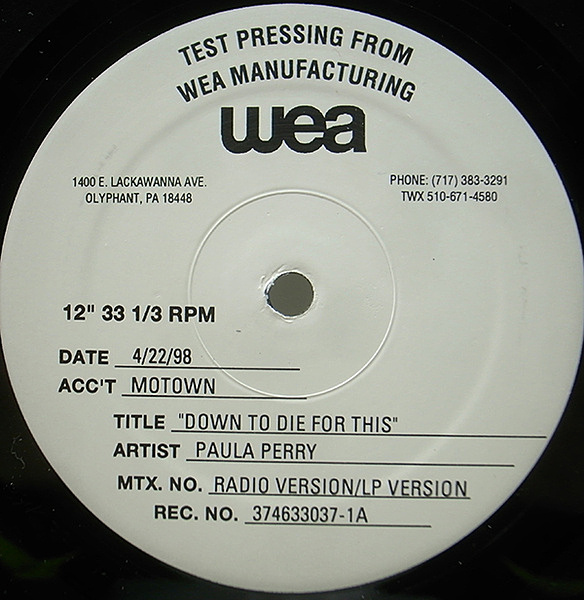 TEST PRESSING FROM
WEA MANUFACTURING
wea
1400 E. LACKAWANNA AVE.
OLYPHANT, PA 18448
PHONE: (717) 383-3291
TWX 510-671-4580
12" 33 1/3 RPM
DATE 4/22/98
ACC'T MOTOWN
TITLE "DOWN TO DIE FOR THIS"
ARTIST PAULA PERRY
MTX. NO. RADIO VERSION/LP VERSION
REC. NO. 374633037-1A